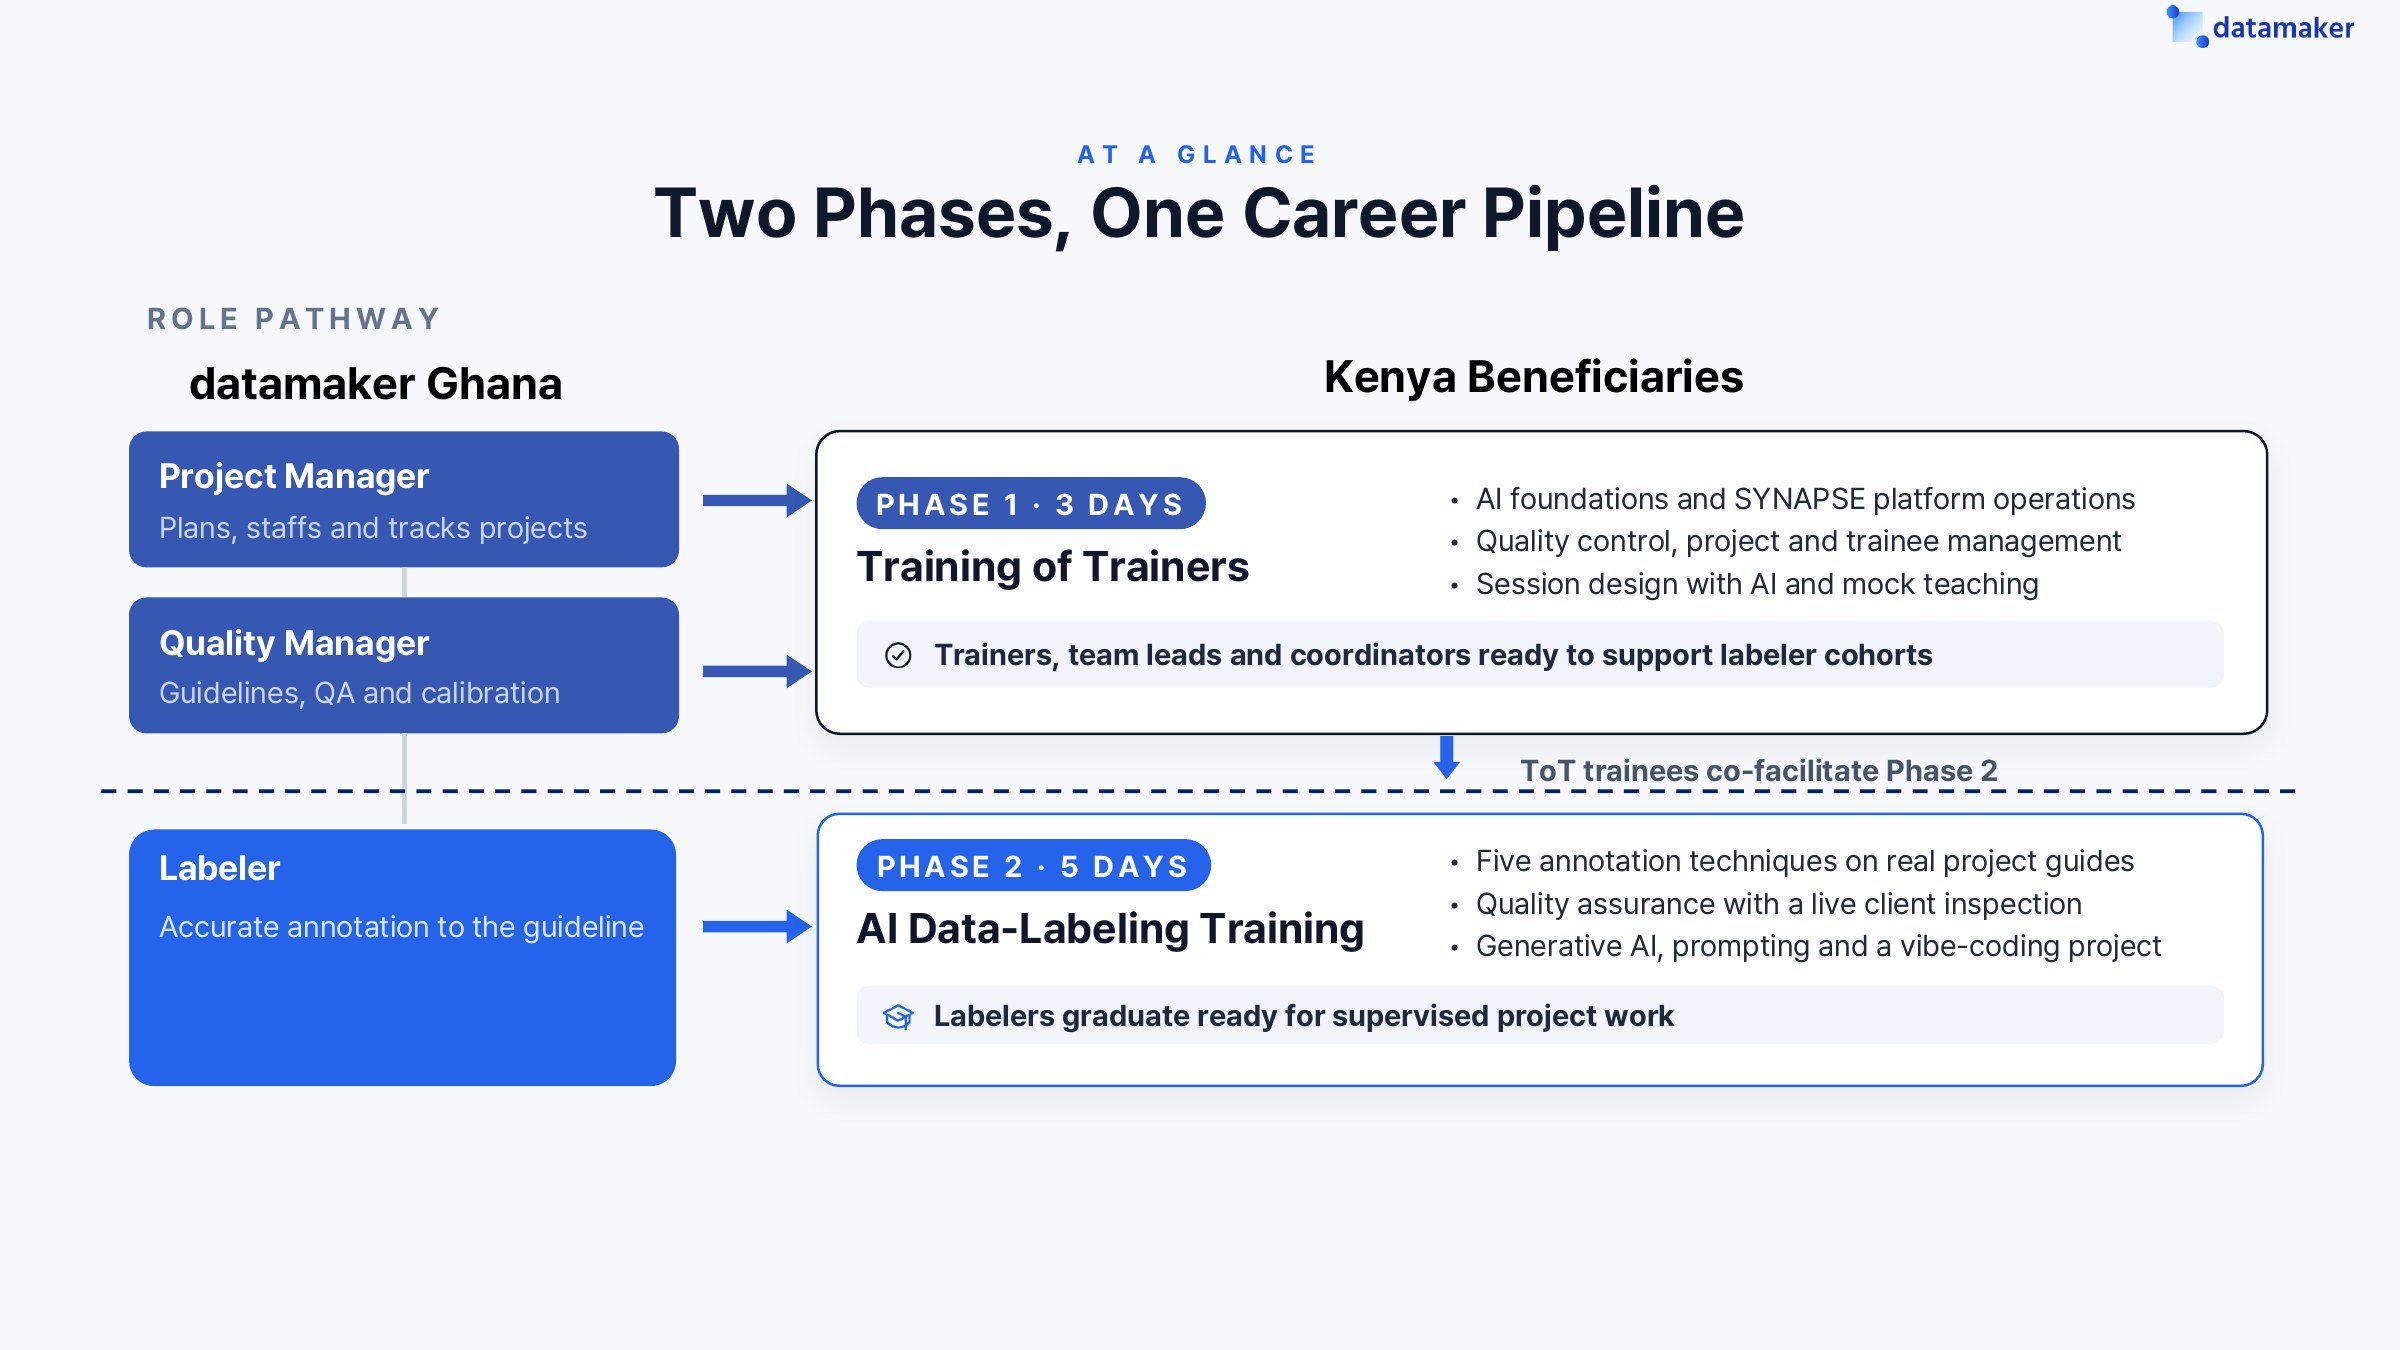 datamaker
AT A GLANCE
Two Phases, One Career Pipeline
ROLE PATHWAY
datamaker Ghana
Project Manager
Plans, staffs and tracks projects
Quality Manager
Guidelines, QA and calibration
Labeler
Accurate annotation to the guideline
Kenya Beneficiaries
PHASE 1 · 3 DAYS
Training of Trainers
• AI foundations and SYNAPSE platform operations
• Quality control, project and trainee management
• Session design with AI and mock teaching
Trainers, team leads and coordinators ready to support labeler cohorts
ToT trainees co-facilitate Phase 2
PHASE 2 · 5 DAYS
AI Data-Labeling Training
• Five annotation techniques on real project guides
• Quality assurance with a live client inspection
• Generative AI, prompting and a vibe-coding project
Labelers graduate ready for supervised project work